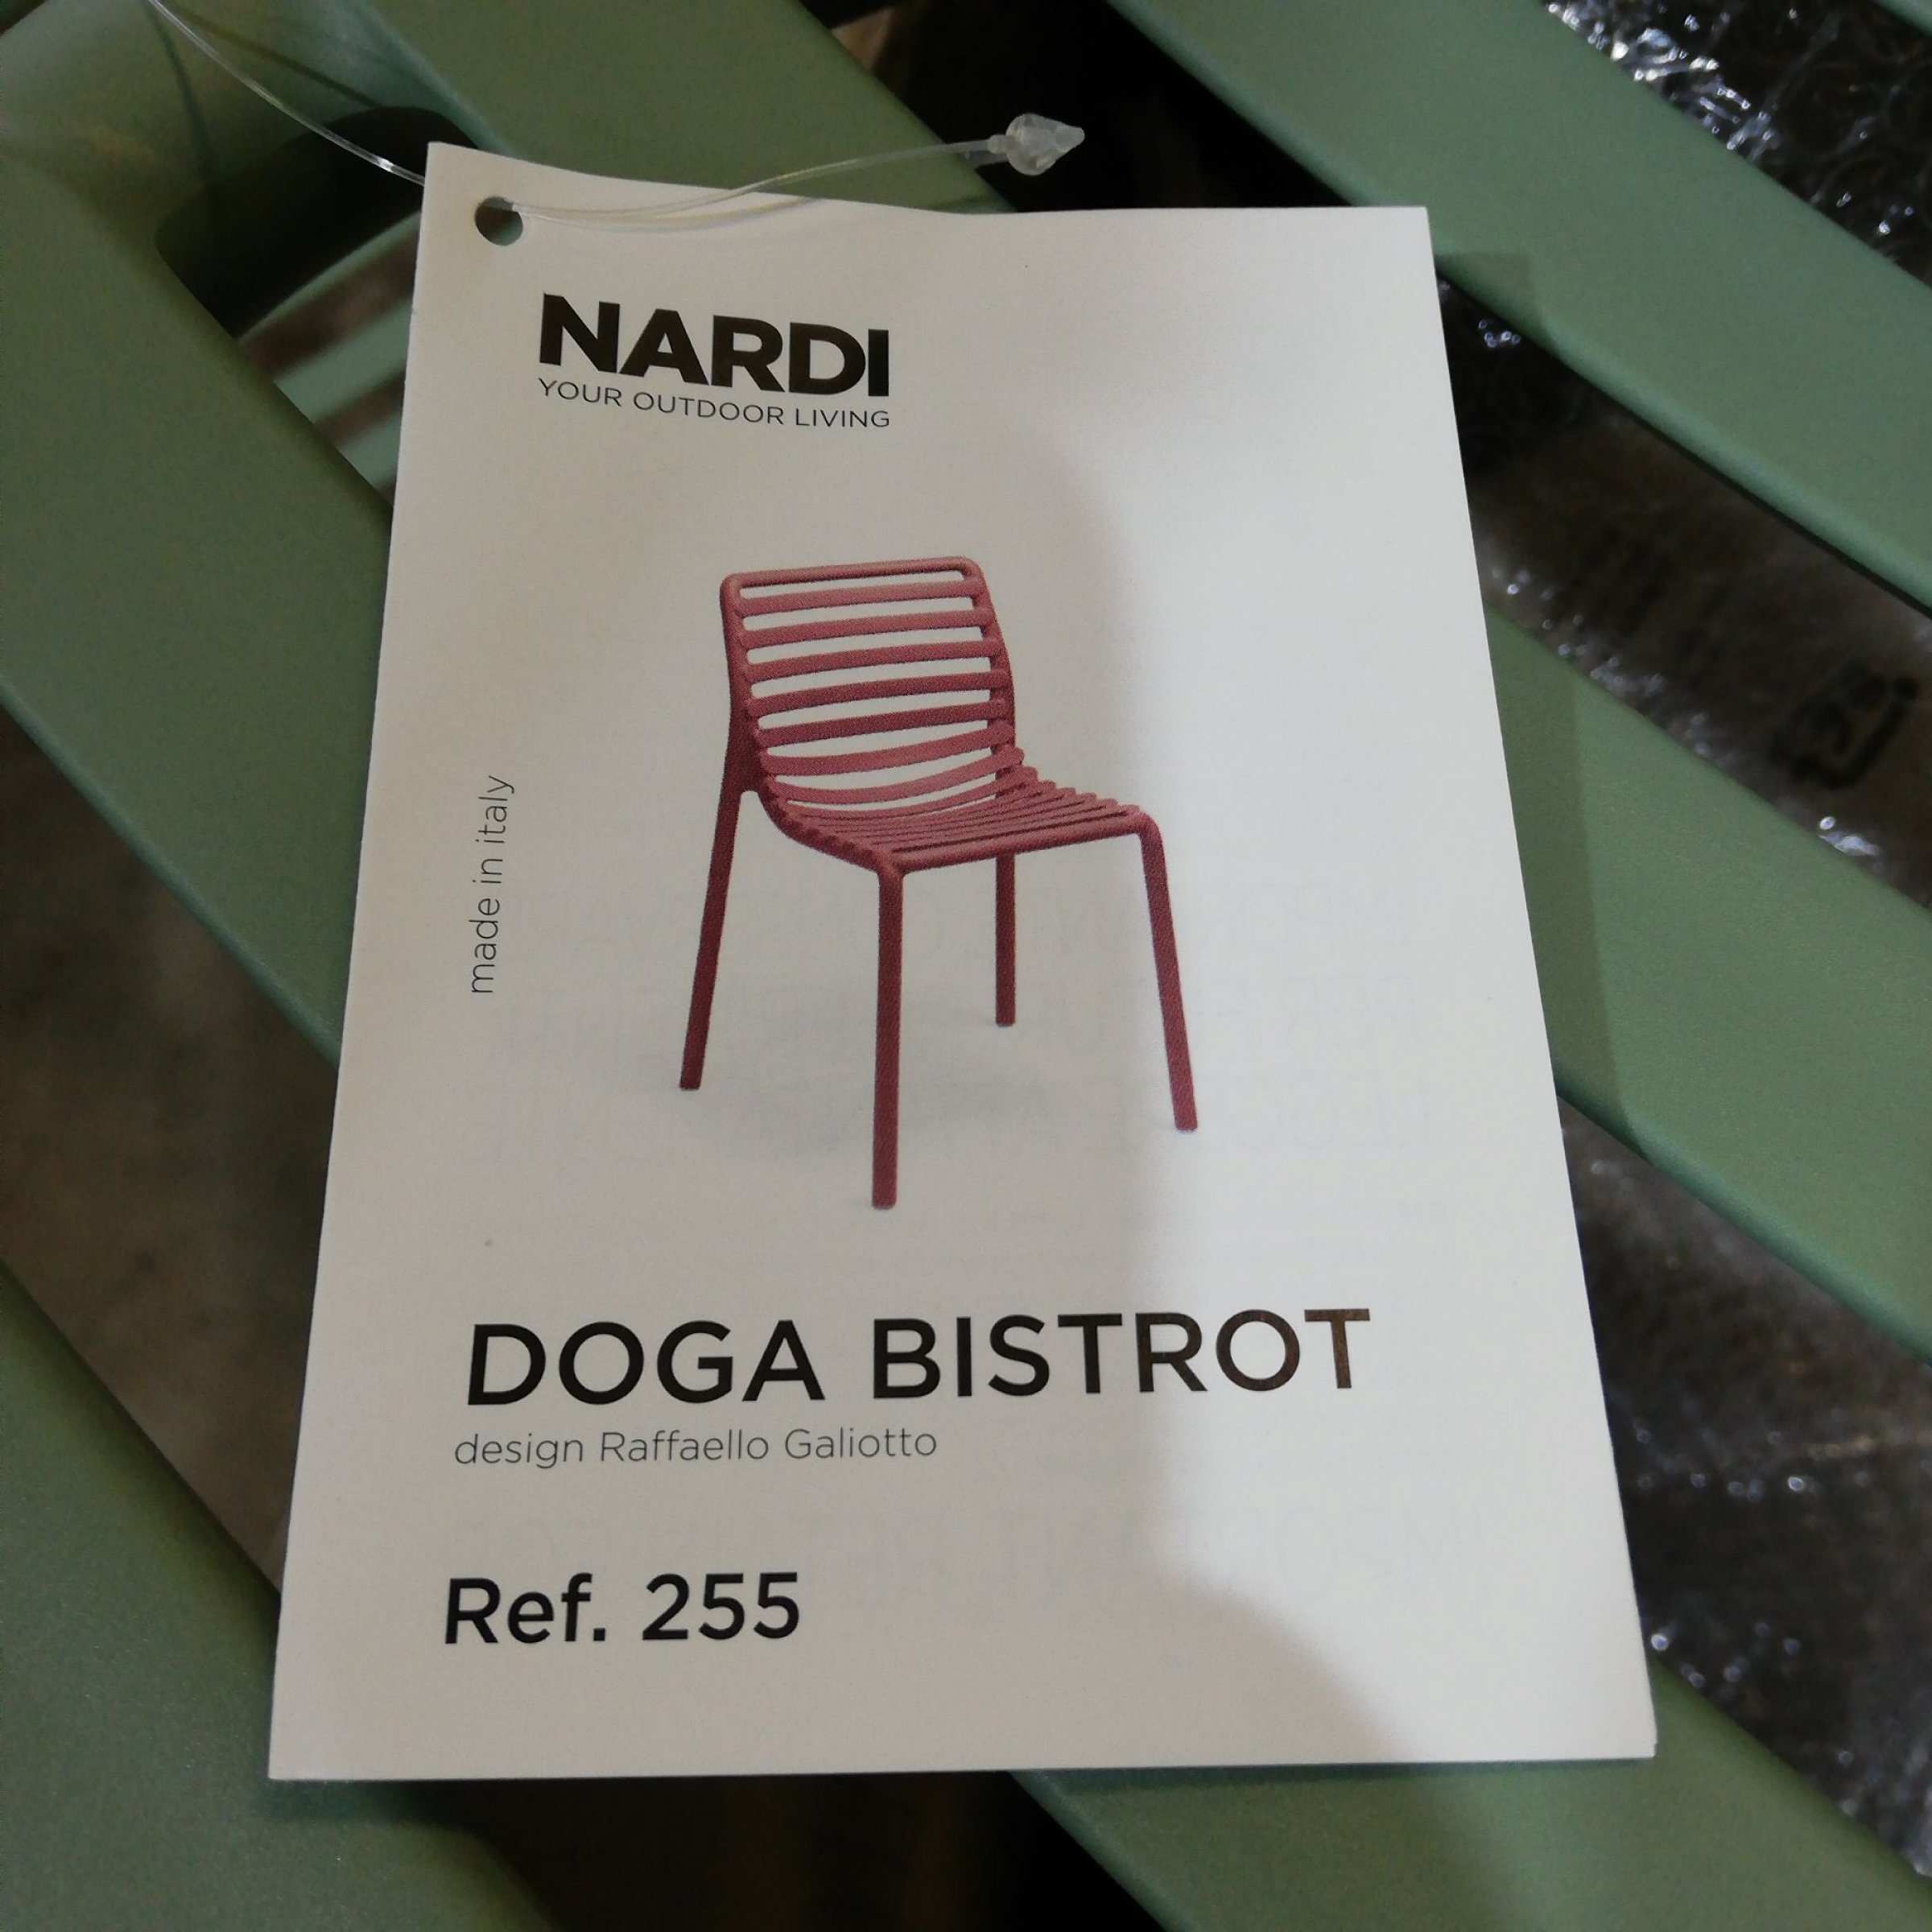 NARDI
YOUR OUTDOOR LIVING
made in italy
DOGA BISTROT
design Raffaello Galiotto
Ref. 255